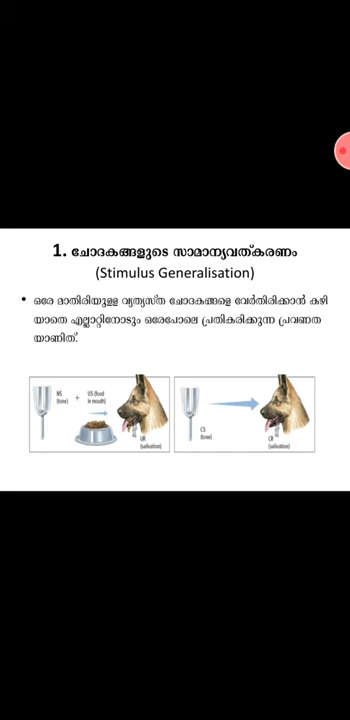 1. ചോദകങ്ങളുടെ സാമാന്യവത്കരണം
(Stimulus Generalisation)
• ഒരേ മാതിരിയുളള വ്യത്യസ്ത ചോദകങ്ങളെ വേർതിരിക്കാൻ കഴി
യാതെ എല്ലാറ്റിനോടും ഒരേപോലെ പ്രതികരിക്കുന്ന പ്രവണത
യാണിത്.
NS
(tone)
+
US (food
in mouth)
UR
(salivation)
CS
(tone)
CR
(salivation)